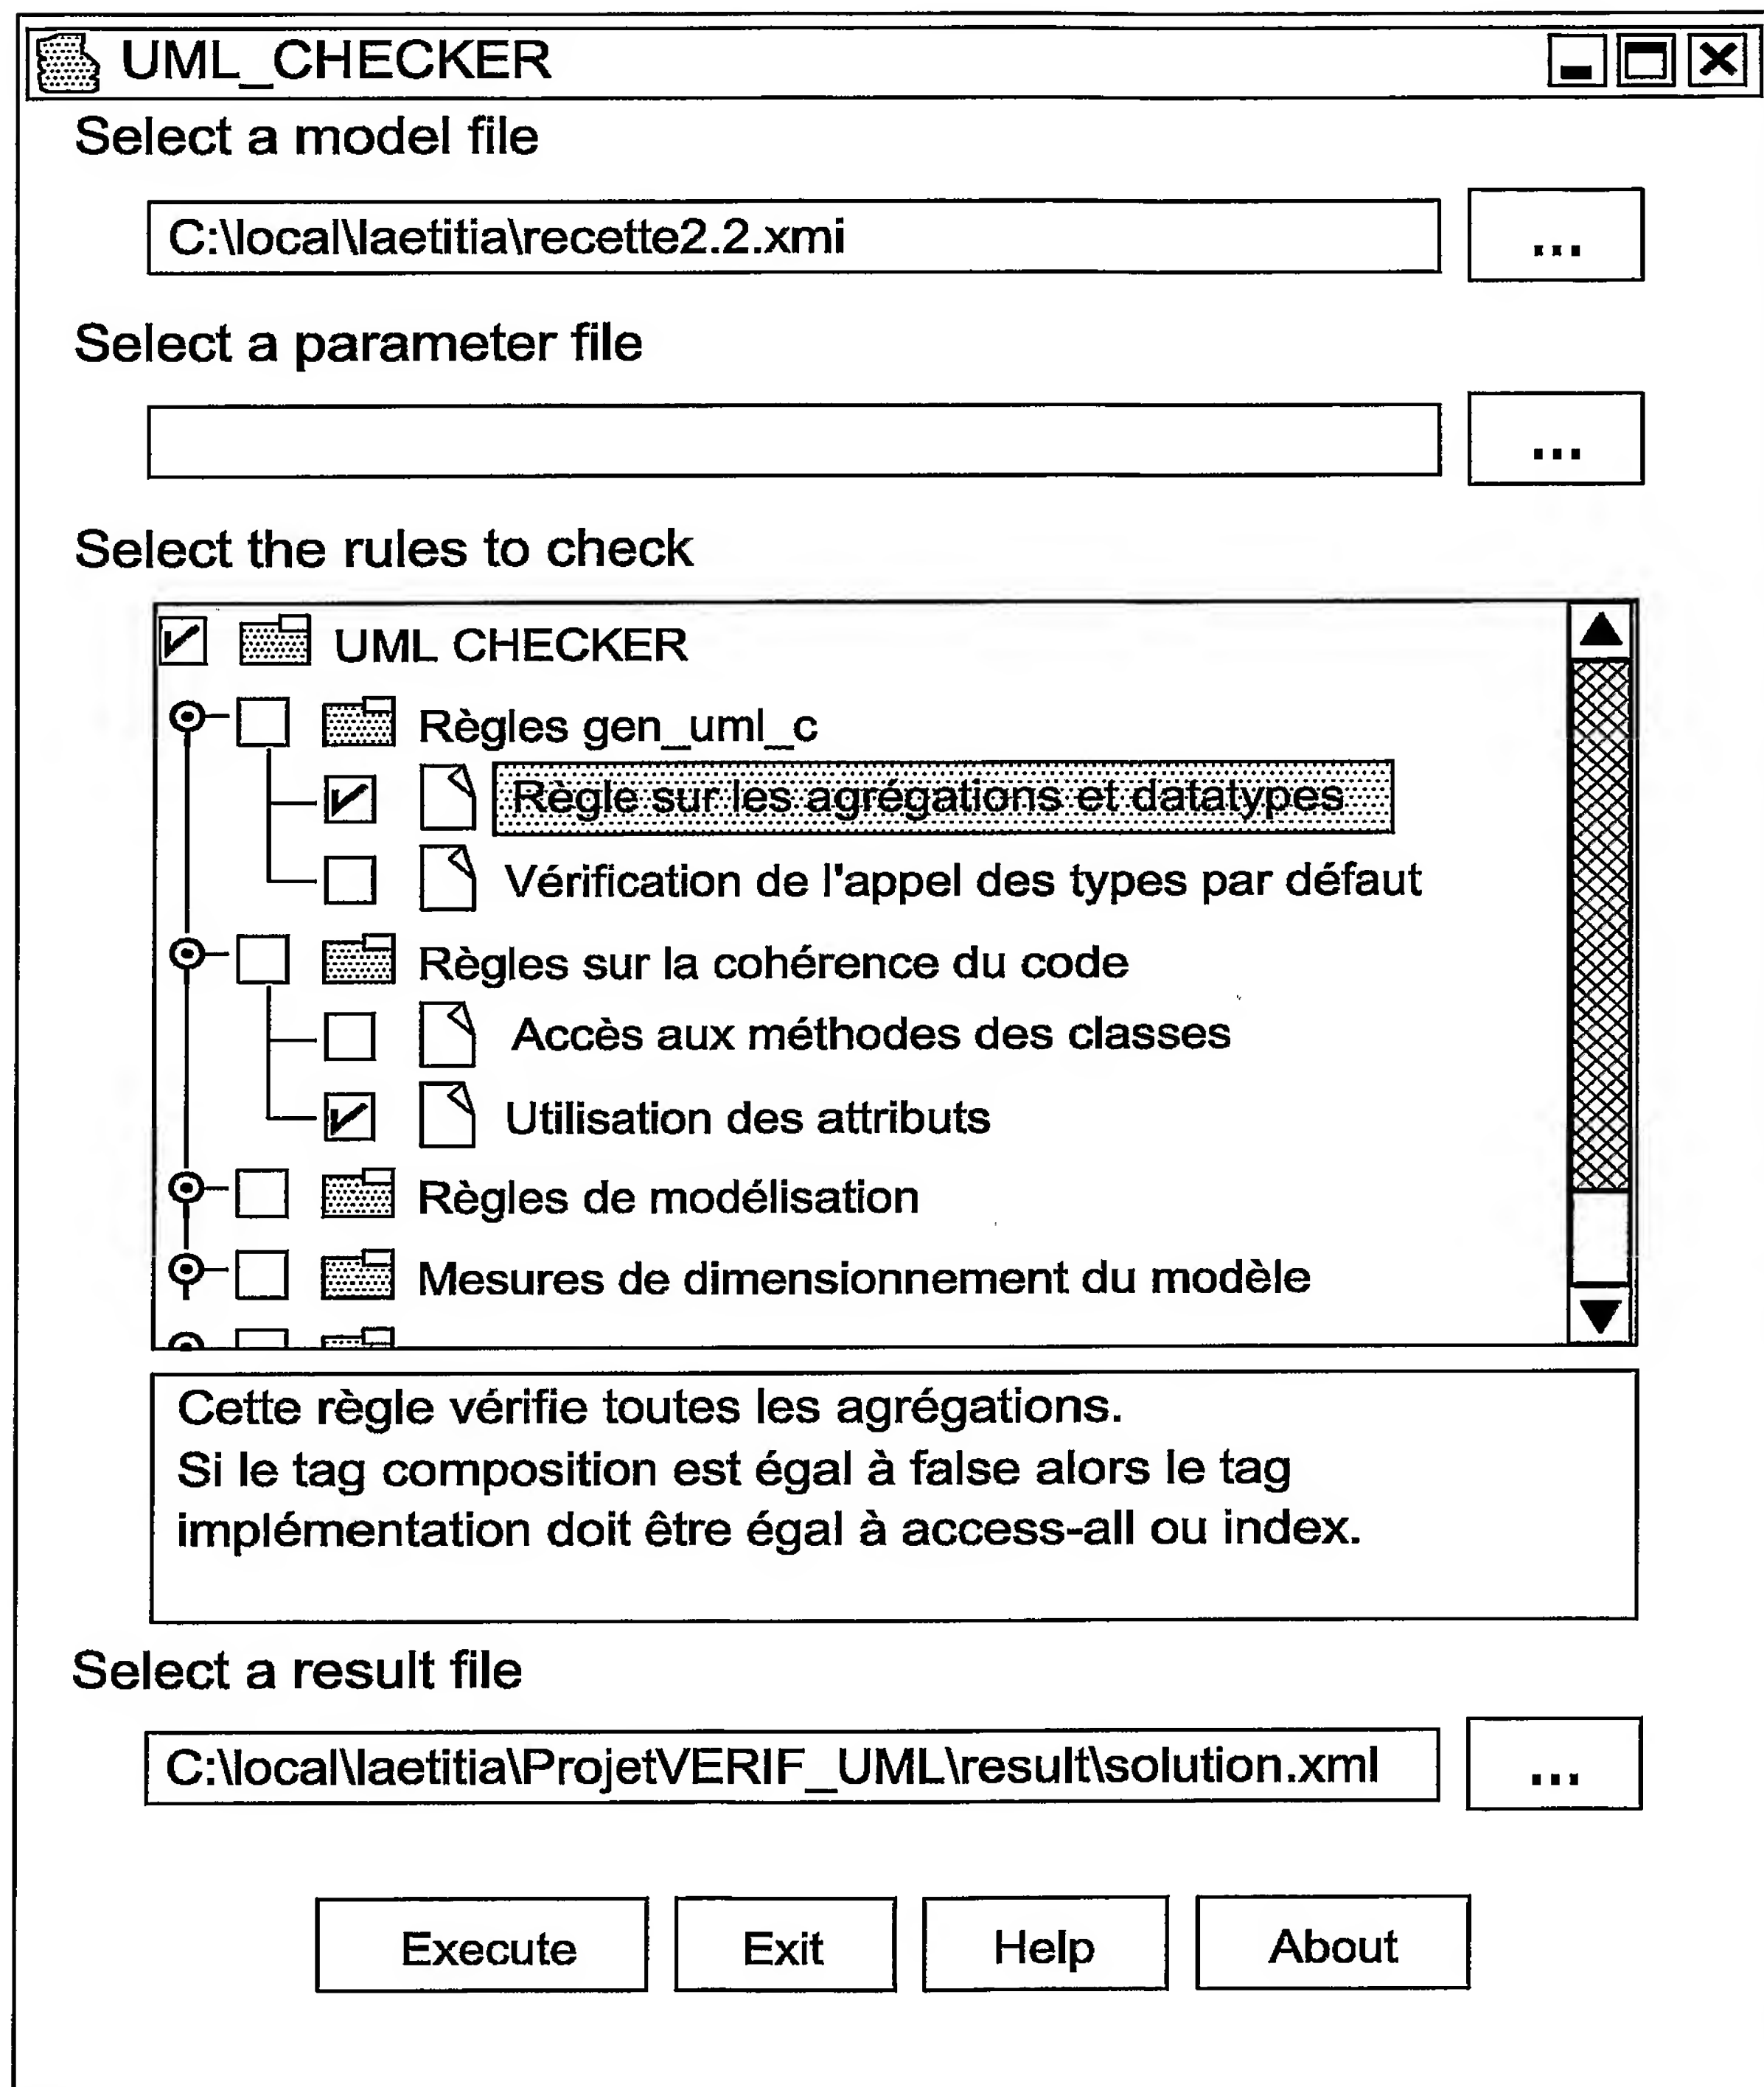 UML_CHECKER
Select a model file
C:\local\laetitia\recette2.2.xmi
...
Select a parameter file
...
Select the rules to check
UML CHECKER
Règles gen_uml_c
Règle sur les agrégations et datatypes
Vérification de l'appel des types par défaut
Règles sur la cohérence du code
Accès aux méthodes des classes
Utilisation des attributs
Règles de modélisation
Mesures de dimensionnement du modèle
Cette règle vérifie toutes les agrégations.
Si le tag composition est égal à false alors le tag
implémentation doit être égal à access-all ou index.
Select a result file
C:\local\laetitia\ProjetVERIF_UML\result\solution.xml
...
Execute Exit Help About